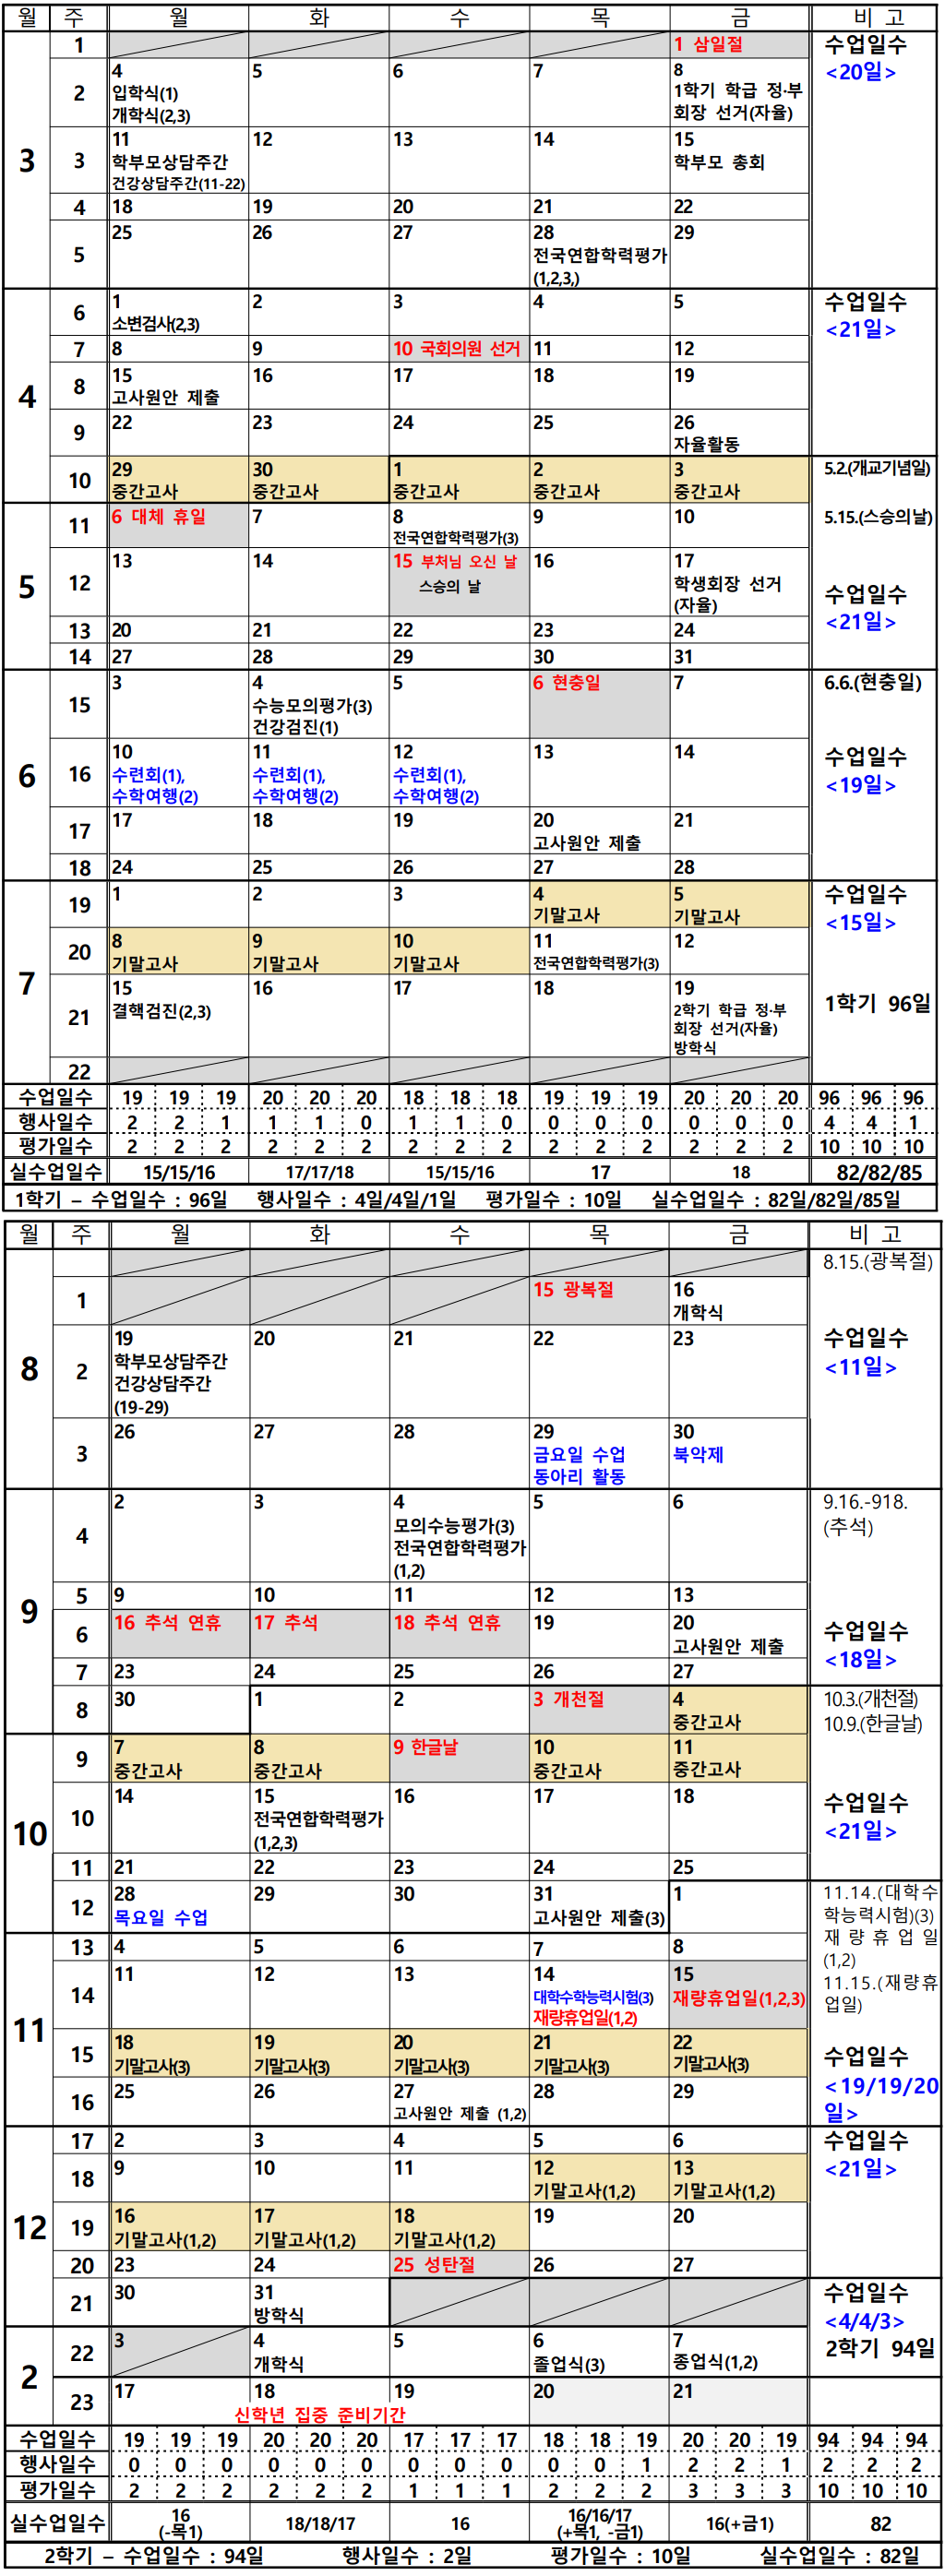 월 주 월 화 수 목 금 비 고
3
1 1 삼일절 수업일수
<20일>
2 4 5 6 7 8
입학식(1) 1학기 학급 정·부
개학식(2,3) 회장 선거(자율)
3 11 12 13 14 15
학부모상담주간 학부모 총회
건강상담주간(11-22)
4 18 19 20 21 22
5 25 26 27 28 29
전국연합학력평가
(1,2,3,)
4
6 1 2 3 4 5 수업일수
소변검사(2,3) <21일>
7 8 9 10 국회의원 선거 11 12
8 15 16 17 18 19
고사원안 제출
9 22 23 24 25 26
자율활동
10 29 30 1 2 3 5.2.(개교기념일)
중간고사 중간고사 중간고사 중간고사 중간고사
5
11 6 대체 휴일 7 8 9 10 5.15.(스승의날)
전국연합학력평가(3)
12 13 14 15 부처님 오신 날 16 17
스승의 날 학생회장 선거 수업일수
(자율)
13 20 21 22 23 24 <21일>
14 27 28 29 30 31
6
15 3 4 5 6 현충일 7 6.6.(현충일)
수능모의평가(3)
건강검진(1)
16 10 11 12 13 14 수업일수
수련회(1), 수련회(1), 수련회(1), <19일>
수학여행(2) 수학여행(2) 수학여행(2)
17 17 18 19 20 21
고사원안 제출
18 24 25 26 27 28
7
19 1 2 3 4 5 수업일수
기말고사 기말고사 <15일>
20 8 9 10 11 12
기말고사 기말고사 기말고사 전국연합학력평가(3)
21 15 16 17 18 19 1학기 96일
결핵검진(2,3) 2학기 학급 정·부
회장 선거(자율)
방학식
22
수업일수 19 19 19 20 20 20 18 18 18 19 19 19 20 20 20 96 96 96
행사일수 2 2 1 1 1 0 1 1 0 0 0 0 0 0 0 4 4 1
평가일수 2 2 2 2 2 2 2 2 2 2 2 2 2 2 2 10 10 10
실수업일수 15/15/16 17/17/18 15/15/16 17 18 82/82/85
1학기 – 수업일수 : 96일 행사일수 : 4일/4일/1일 평가일수 : 10일 실수업일수 : 82일/82일/85일
월 주 월 화 수 목 금 비 고
8
8.15.(광복절)
1 15 광복절 16
개학식
2 19 20 21 22 23 수업일수
학부모상담주간 <11일>
건강상담주간
(19-29)
3 26 27 28 29 30
금요일 수업 북악제
동아리 활동
9
4 2 3 4 5 6 9.16.-918.
모의수능평가(3) (추석)
전국연합학력평가
(1,2)
5 9 10 11 12 13
6 16 추석 연휴 17 추석 18 추석 연휴 19 20 수업일수
고사원안 제출 <18일>
7 23 24 25 26 27
8 30 1 2 3 개천절 4 10.3.(개천절)
중간고사 10.9.(한글날)
10
9 7 8 9 한글날 10 11
중간고사 중간고사 중간고사 중간고사
10 14 15 16 17 18 수업일수
전국연합학력평가 <21일>
(1,2,3)
11 21 22 23 24 25
12 28 29 30 31 1 11.14.(대학수
목요일 수업 고사원안 제출(3) 학능력시험)(3)
재 량 휴 업 일
(1,2)
11.15.(재량휴
업일)
11
13 4 5 6 7 8
14 11 12 13 14 15
대학수학능력시험(3) 재량휴업일(1,2,3)
재량휴업일(1,2)
15 18 19 20 21 22 수업일수
기말고사(3) 기말고사(3) 기말고사(3) 기말고사(3) 기말고사(3)
16 25 26 27 28 29 <19/19/20
고사원안 제출 (1,2) 일>
12
17 2 3 4 5 6 수업일수
18 9 10 11 12 13 <21일>
기말고사(1,2) 기말고사(1,2)
19 16 17 18 19 20
기말고사(1,2) 기말고사(1,2) 기말고사(1,2)
20 23 24 25 성탄절 26 27
21 30 31 수업일수
방학식 <4/4/3>
2
22 3 4 5 6 7 2학기 94일
개학식 졸업식(3) 종업식(1,2)
23 17 18 19 20 21
신학년 집중 준비기간
수업일수 19 19 19 20 20 20 17 17 17 18 18 19 20 20 19 94 94 94
행사일수 0 0 0 0 0 0 0 0 0 0 0 1 2 2 1 2 2 2
평가일수 2 2 2 2 2 2 1 1 1 2 2 2 3 3 3 10 10 10
실수업일수 16 18/18/17 16 16/16/17 16(+금1) 82
(-목1) (+목1, -금1)
2학기 – 수업일수 : 94일 행사일수 : 2일 평가일수 : 10일 실수업일수 : 82일